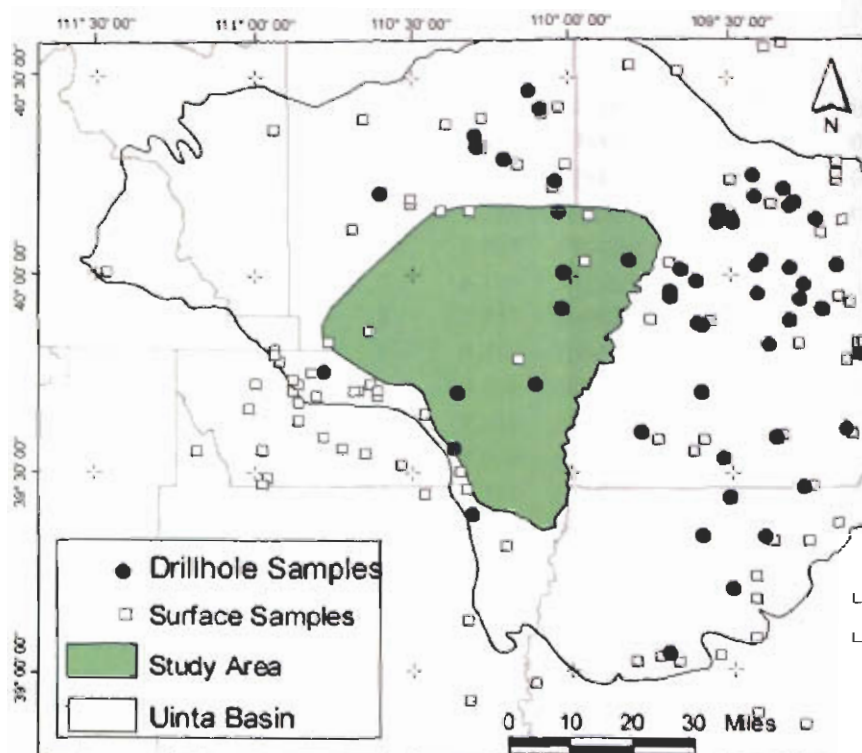 111° 30' 00" 111° 00' 00" 110° 30' 00" 110° 00' 00" 109° 30' 00"
40° 30' 00"
N
40° 00' 00"
39° 30' 00"
39° 00' 00"
Drillhole Samples
Surface Samples
Study Area
Uinta Basin
0 10 20 30 Miles